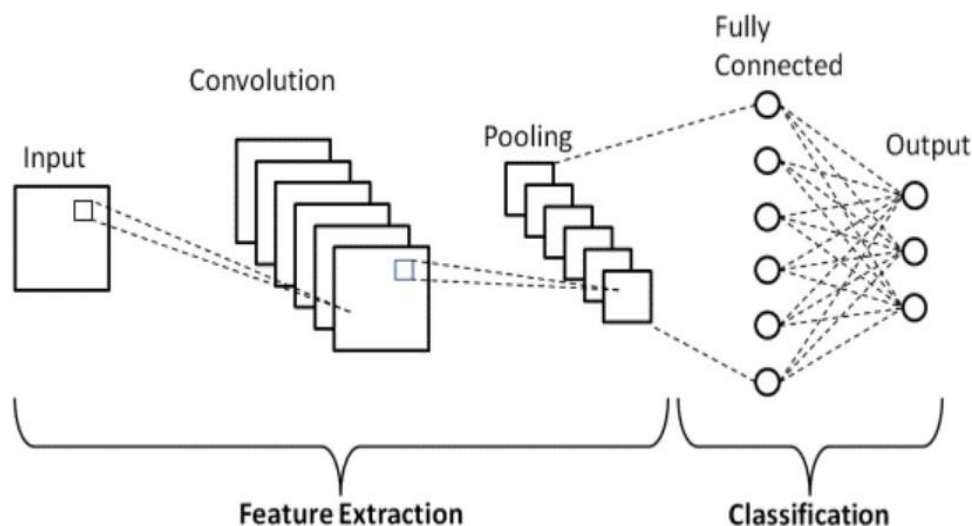 Input
Convolution
Pooling
Fully
Connected
Output
Feature Extraction
Classification